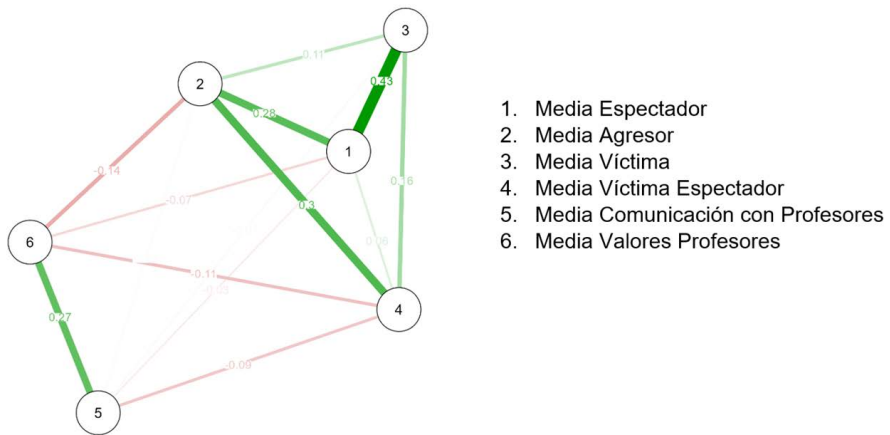 3
0.11
2
0.43
0.28
1
-0.14
0.16
-0.07
0.3
0.06
6
-0.11
4
0.27
-0.09
5
1. Media Espectador
2. Media Agresor
3. Media Víctima
4. Media Víctima Espectador
5. Media Comunicación con Profesores
6. Media Valores Profesores